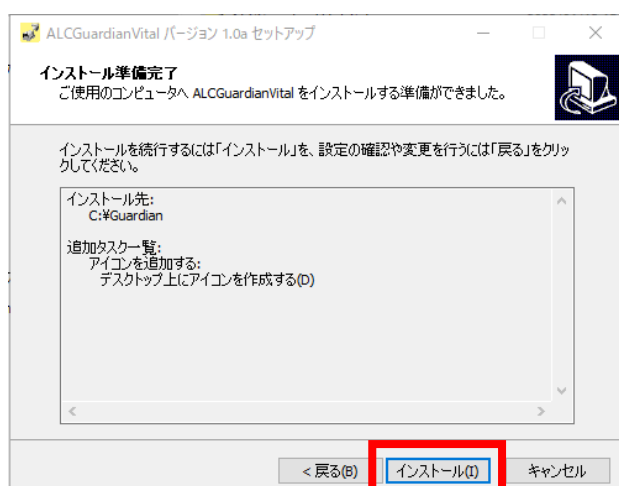 ALCGuardianVital バージョン 1.0a セットアップ
インストール準備完了
ご使用のコンピュータへ ALCGuardianVital をインストールする準備ができました。
インストールを続行するには「インストール」を、設定の確認や変更を行うには「戻る」をクリッ
クしてください。
インストール先:
C:¥Guardian
追加タスク一覧:
アイコンを追加する:
デスクトップ上にアイコンを作成する(D)
< 戻る(B)
インストール(I)
キャンセル